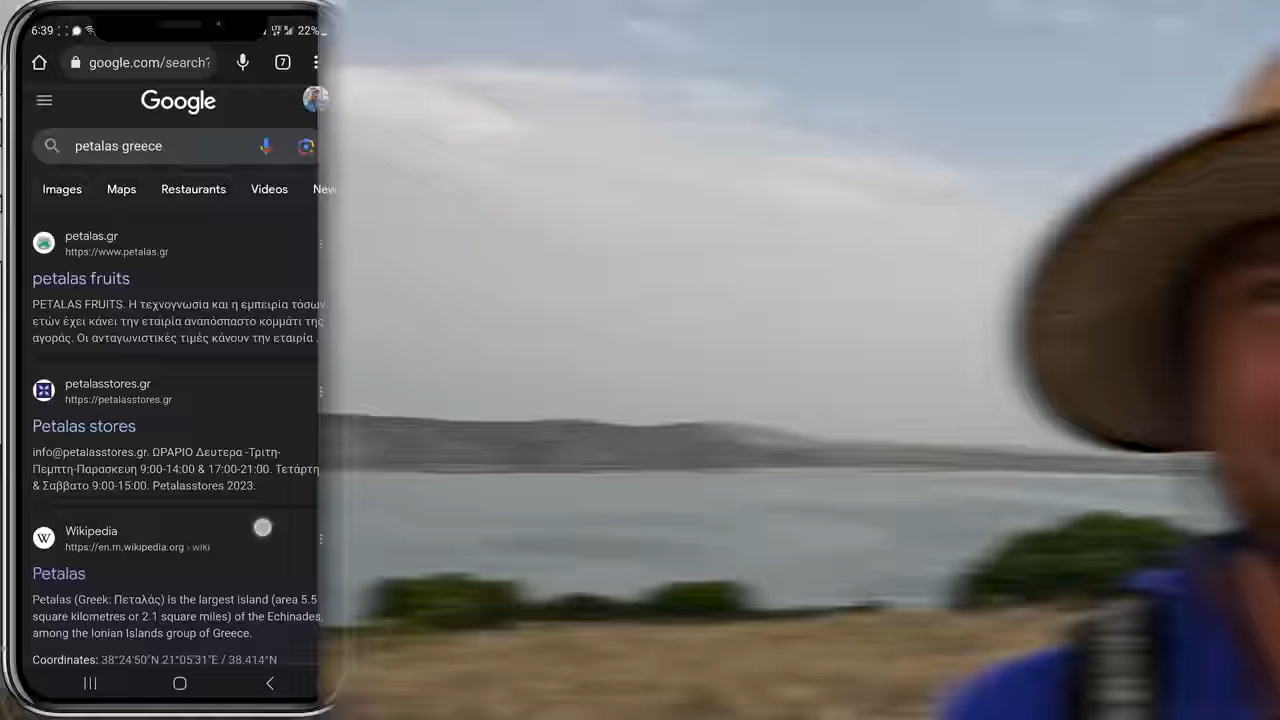 6:39
LTE
22%
google.com/search?
7
Google
petalas greece
Images Maps Restaurants Videos New
petalas.gr
https://www.petalas.gr
petalas fruits
PETALAS FRUITS. Η τεχνογνωσία και η εμπειρία τόσων
ετών έχει κάνει την εταιρία αναπόσπαστο κομμάτι της
αγοράς. Οι ανταγωνιστικές τιμές κάνουν την εταιρία .
petalasstores.gr
https://petalasstores.gr
Petalas stores
info@petalasstores.gr. ΩΡΑΡΙΟ Δευτερα -Τριτη-
Πεμπτη-Παρασκευη 9:00-14:00 & 17:00-21:00. Τετάρτη
& Σαββατο 9:00-15:00. Petalasstores 2023.
W
Wikipedia
https://en.m.wikipedia.org › wiki
Petalas
Petalas (Greek: Πεταλάς) is the largest island (area 5.5
square kilometres or 2.1 square miles) of the Echinades,
among the Ionian Islands group of Greece.
Coordinates: 38°24′50″N 21°05′31″E / 38.414°N